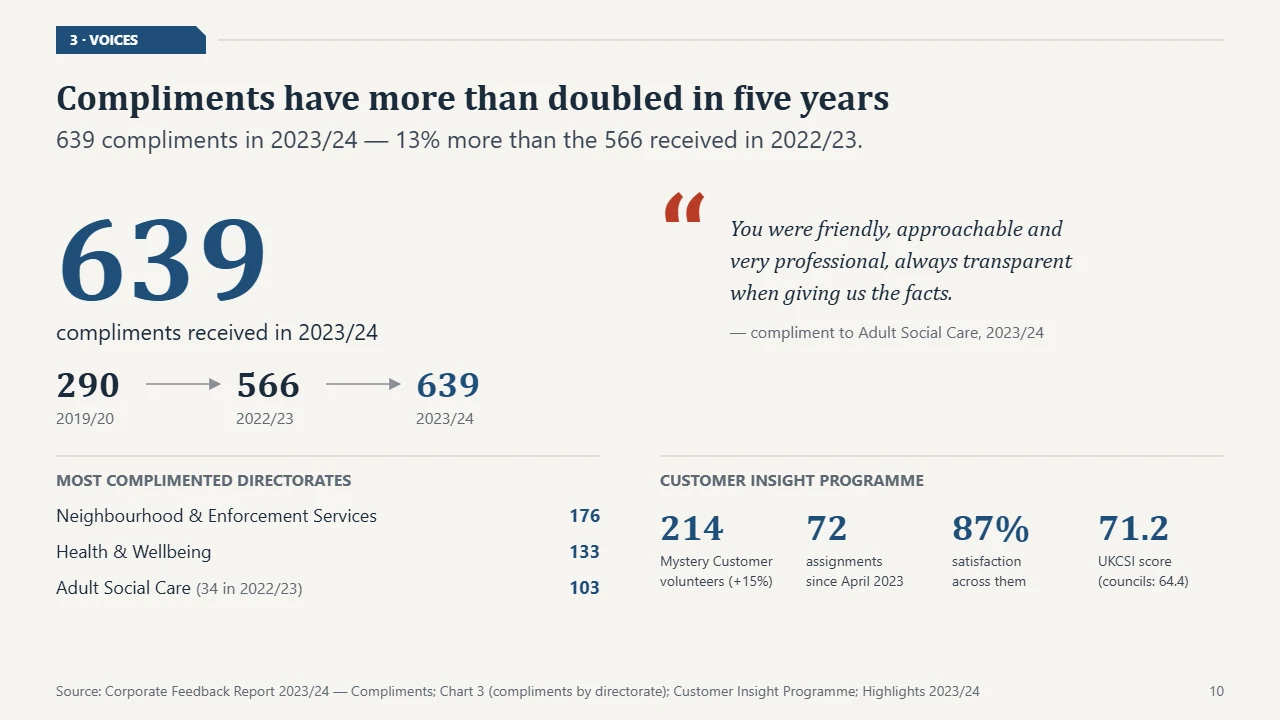 3 · VOICES
Compliments have more than doubled in five years
639 compliments in 2023/24 — 13% more than the 566 received in 2022/23.
639
compliments received in 2023/24
290
566
639
2019/20
2022/23
2023/24
“
You were friendly, approachable and
very professional, always transparent
when giving us the facts.
— compliment to Adult Social Care, 2023/24
MOST COMPLIMENTED DIRECTORATES
Neighbourhood & Enforcement Services 176
Health & Wellbeing 133
Adult Social Care (34 in 2022/23) 103
CUSTOMER INSIGHT PROGRAMME
214
Mystery Customer
volunteers (+15%)
72
assignments
since April 2023
87%
satisfaction
across them
71.2
UKCSI score
(councils: 64.4)
Source: Corporate Feedback Report 2023/24 — Compliments; Chart 3 (compliments by directorate); Customer Insight Programme; Highlights 2023/24
10